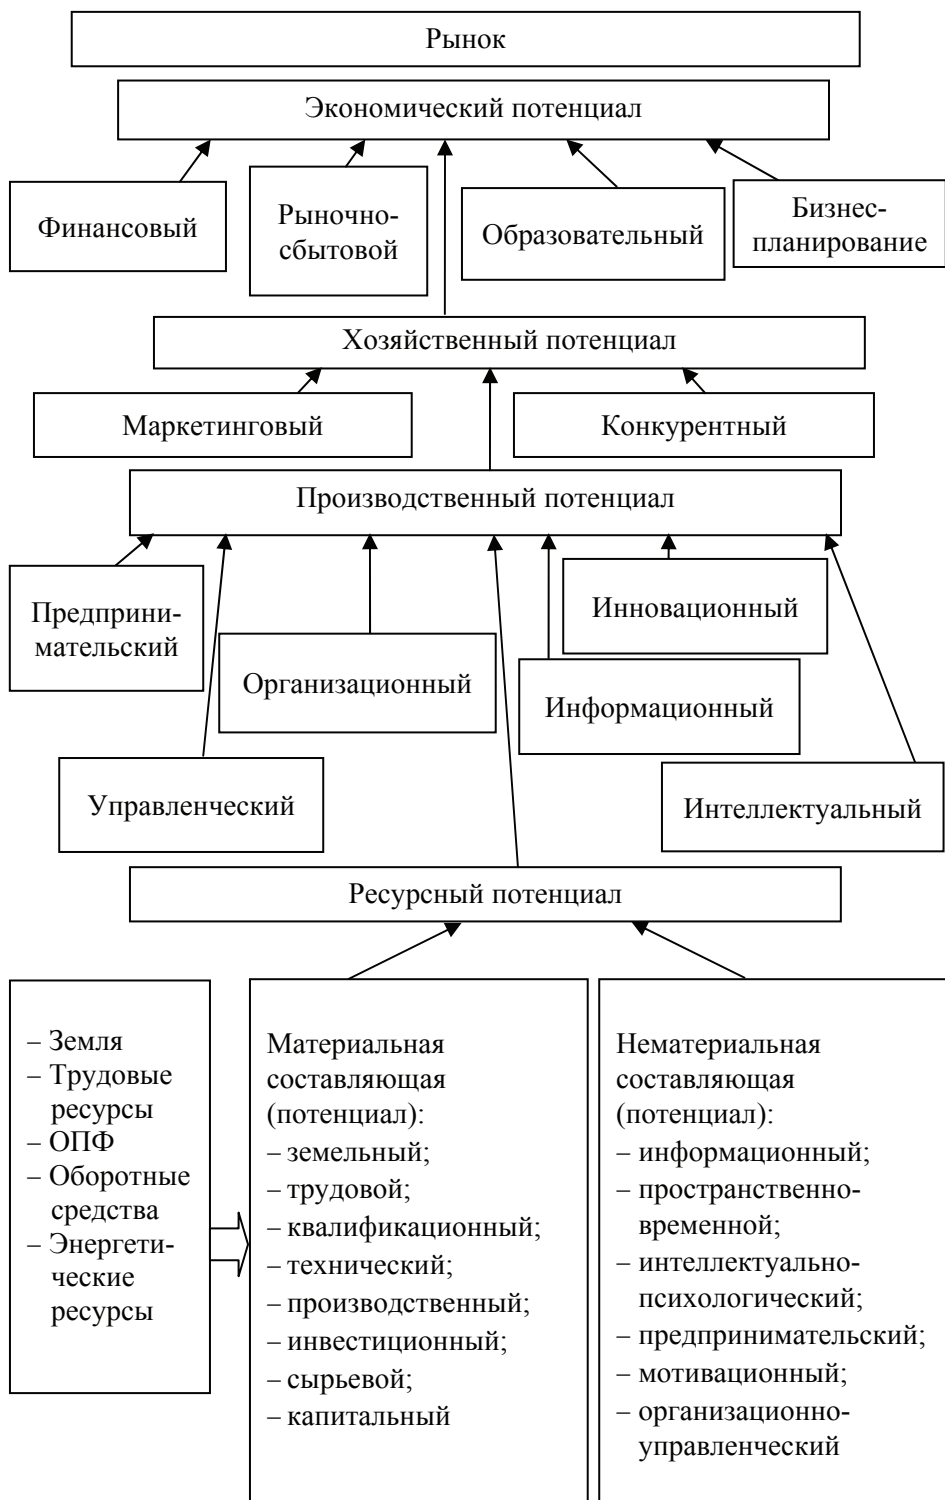 Рынок
Экономический потенциал
Финансовый
Рыночно-
сбытовой
Образовательный
Бизнес-
планирование
Хозяйственный потенциал
Маркетинговый
Конкурентный
Производственный потенциал
Предприни-
мательский
Организационный
Инновационный
Информационный
Управленческий
Интеллектуальный
Ресурсный потенциал
– Земля
– Трудовые
ресурсы
– ОПФ
– Оборотные
средства
– Энергети-
ческие
ресурсы
Материальная
составляющая
(потенциал):
– земельный;
– трудовой;
– квалификационный;
– технический;
– производственный;
– инвестиционный;
– сырьевой;
– капитальный
Нематериальная
составляющая
(потенциал):
– информационный;
– пространственно-
временной;
– интеллектуально-
психологический;
– предпринимательский;
– мотивационный;
– организационно-
управленческий